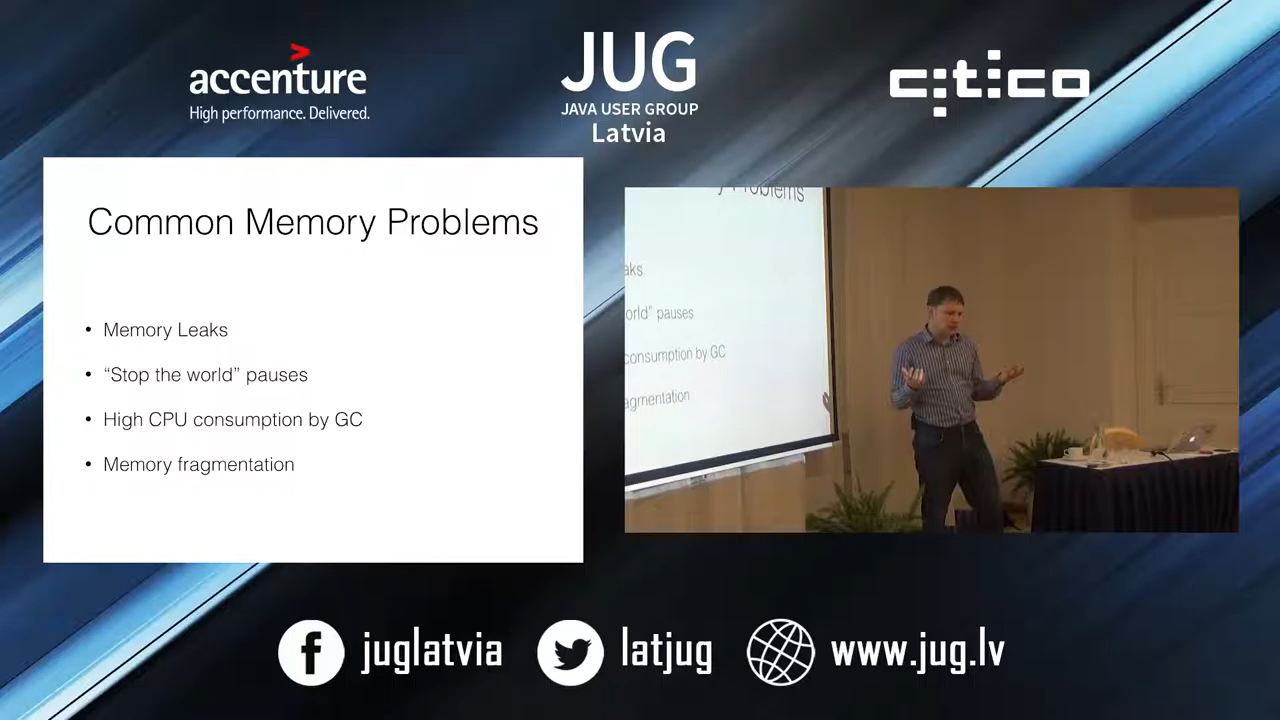 accenture
High performance. Delivered.
JUG
JAVA USER GROUP
Latvia
citico
Common Memory Problems
• Memory Leaks
• “Stop the world” pauses
• High CPU consumption by GC
• Memory fragmentation
y Problems
aks
orld” pauses
consumption by GC
agmentation
juglatvia
latjug
www.jug.lv